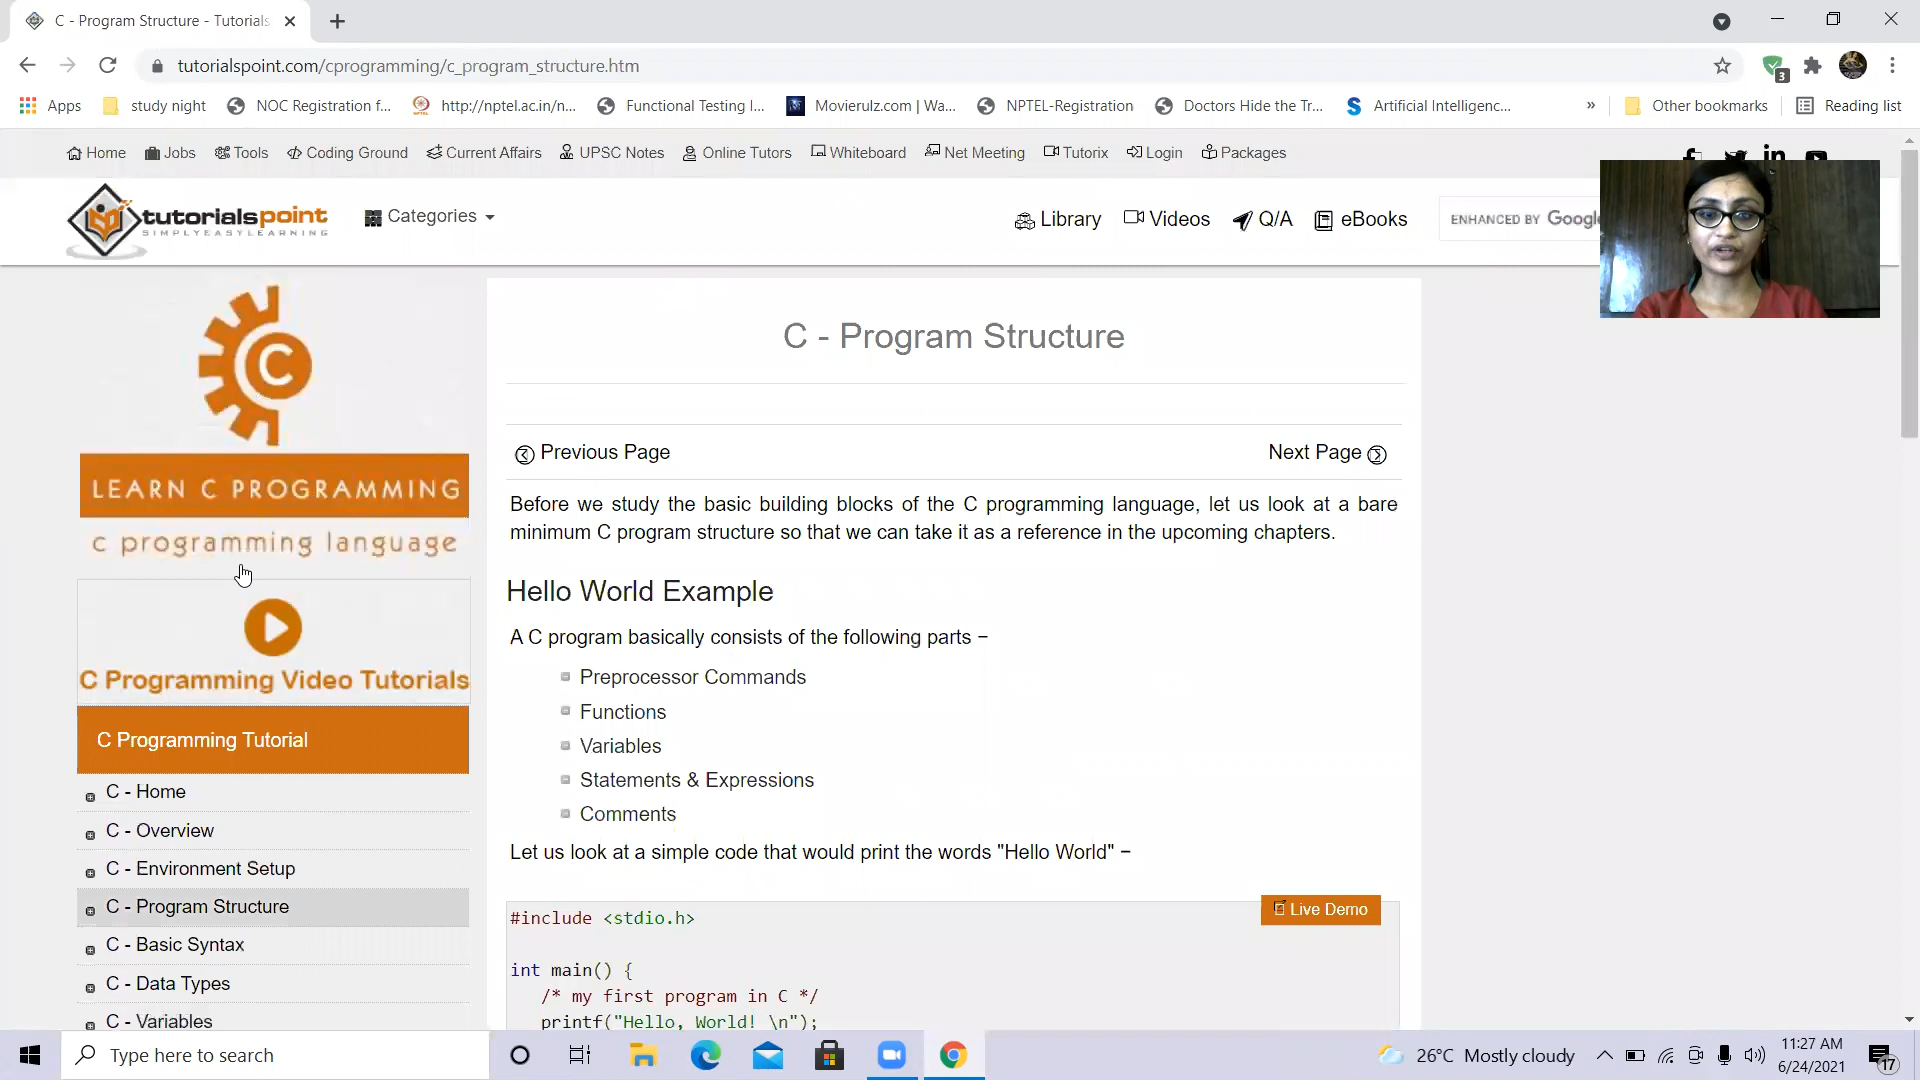 C - Program Structure - Tutorials
tutorialspoint.com/cprogramming/c_program_structure.htm
3
Apps
study night
NOC Registration f...
http://nptel.ac.in/n...
Functional Testing I...
Movierulz.com | Wa...
NPTEL-Registration
Doctors Hide the Tr...
Artificial Intelligenc...
»
Other bookmarks
Reading list
Home
Jobs
Tools
Coding Ground
Current Affairs
UPSC Notes
Online Tutors
Whiteboard
Net Meeting
Tutorix
Login
Packages
tutorialspoint
SIMPLYEASYLEARNING
Categories
Library
Videos
Q/A
eBooks
ENHANCED BY Google
C
LEARN C PROGRAMMING
c programming language
C Programming Video Tutorials
C Programming Tutorial
C - Home
C - Overview
C - Environment Setup
C - Program Structure
C - Basic Syntax
C - Data Types
C - Variables
C - Program Structure
Previous Page
Next Page
Before we study the basic building blocks of the C programming language, let us look at a bare
minimum C program structure so that we can take it as a reference in the upcoming chapters.
Hello World Example
A C program basically consists of the following parts −
Preprocessor Commands
Functions
Variables
Statements & Expressions
Comments
Let us look at a simple code that would print the words "Hello World" −
Live Demo
#include <stdio.h>
int main() {
/* my first program in C */
printf("Hello, World! \n");
Type here to search
26°C Mostly cloudy
11:27 AM
6/24/2021
17